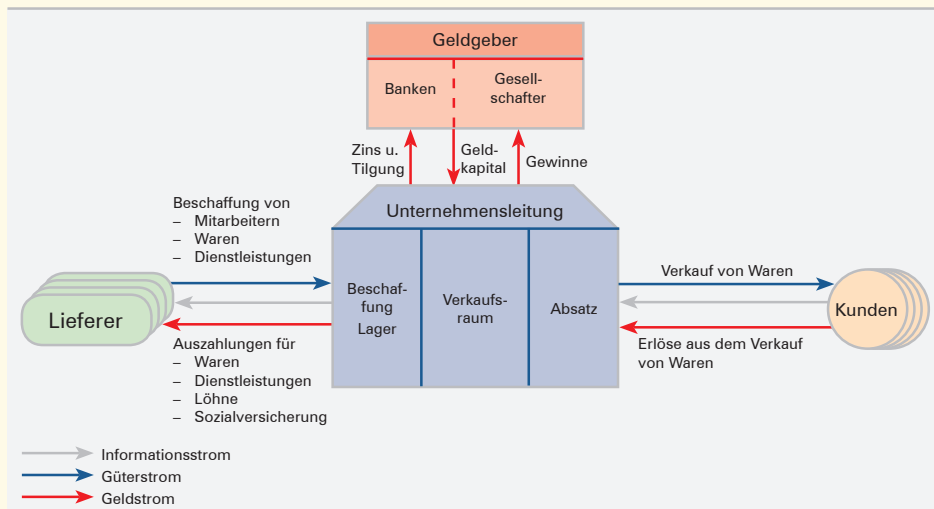 Geldgeber
Banken
Gesell-
schafter
Zins u.
Tilgung
Geld-
kapital
Gewinne
Unternehmensleitung
Beschaffung von
– Mitarbeitern
– Waren
– Dienstleistungen
Lieferer
Beschaf-
fung
Lager
Verkaufs-
raum
Absatz
Verkauf von Waren
Kunden
Auszahlungen für
– Waren
– Dienstleistungen
– Löhne
– Sozialversicherung
Erlöse aus dem Verkauf
von Waren
Informationsstrom
Güterstrom
Geldstrom